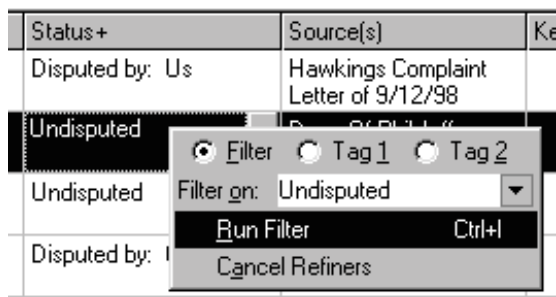 Status+ Source(s) Ke
Disputed by: Us Hawkings Complaint
Letter of 9/12/98
Undisputed
Filter Tag 1 Tag 2
Undisputed Filter on: Undisputed
Run Filter Ctrl+I
Disputed by:
Cancel Refiners